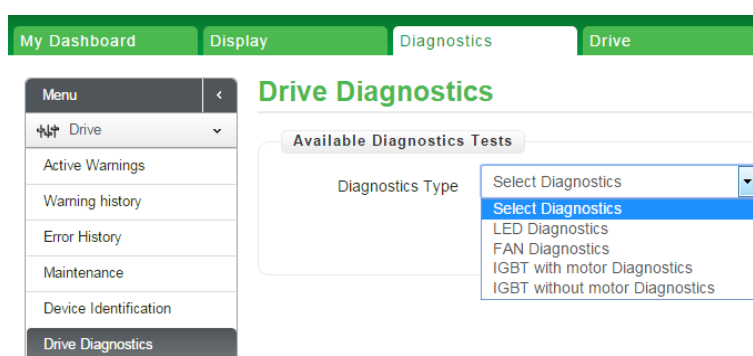 My Dashboard
Display
Diagnostics
Drive
Menu
Drive
Active Warnings
Warning history
Error History
Maintenance
Device Identification
Drive Diagnostics
Drive Diagnostics
Available Diagnostics Tests
Diagnostics Type
Select Diagnostics
Select Diagnostics
LED Diagnostics
FAN Diagnostics
IGBT with motor Diagnostics
IGBT without motor Diagnostics